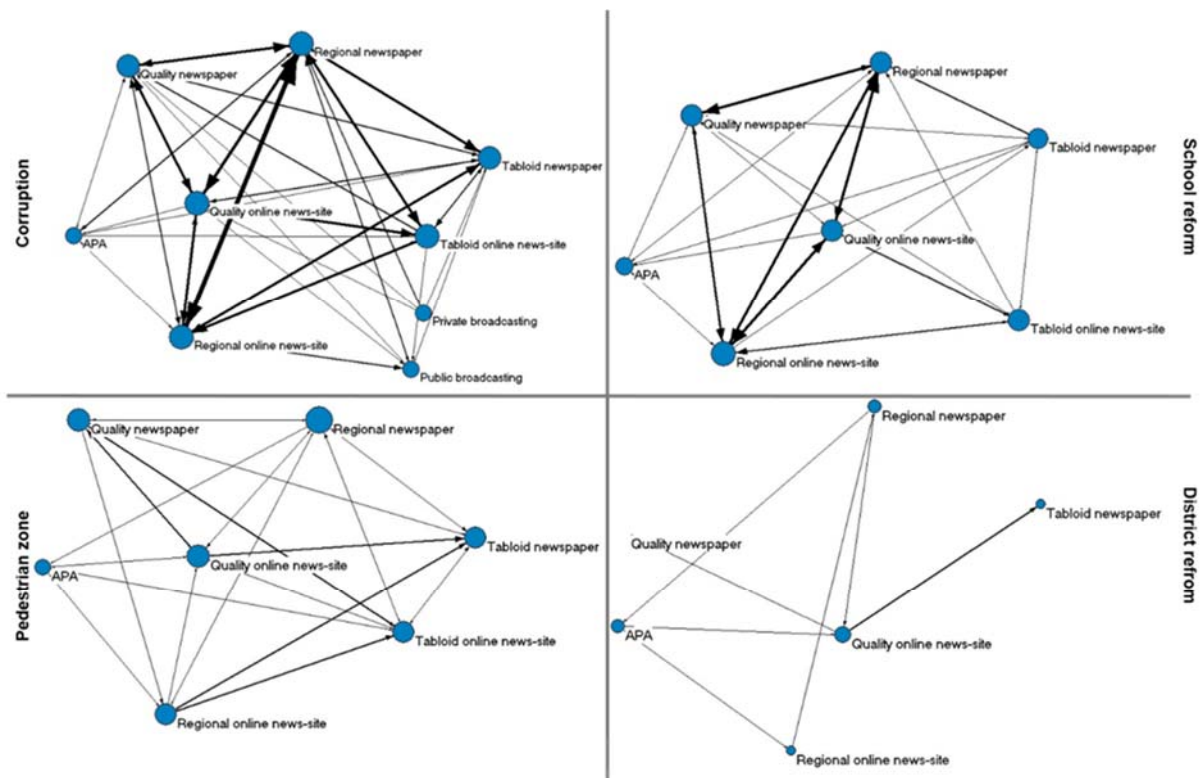 Corruption
Regional newspaper
Quality newspaper
Tabloid newspaper
Quality online news-site
APA
Tabloid online news-site
Private broadcasting
Regional online news-site
Public broadcasting
School reform
Regional newspaper
Quality newspaper
Tabloid newspaper
Quality online news-site
APA
Tabloid online news-site
Regional online news-site
Pedestrian zone
Quality newspaper
Regional newspaper
Tabloid newspaper
Quality online news-site
APA
Tabloid online news-site
Regional online news-site
District refrom
Regional newspaper
Tabloid newspaper
Quality newspaper
APA
Quality online news-site
Regional online news-site